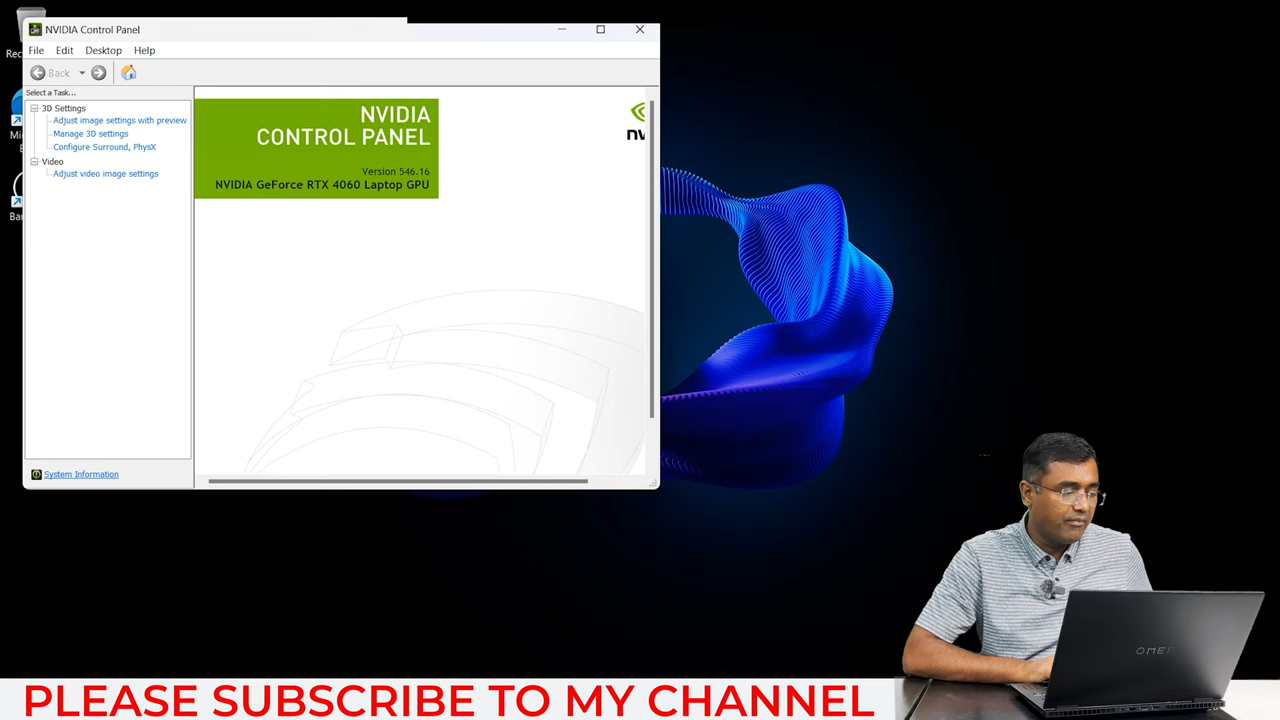 Rec
NVIDIA Control Panel
File Edit Desktop Help
Back
Select a Task...
3D Settings
Adjust image settings with preview
Manage 3D settings
Configure Surround, PhysX
Video
Adjust video image settings
NVIDIA
CONTROL PANEL
Version 546.16
NVIDIA GeForce RTX 4060 Laptop GPU
System Information
OMEN
PLEASE SUBSCRIBE TO MY CHANNEL